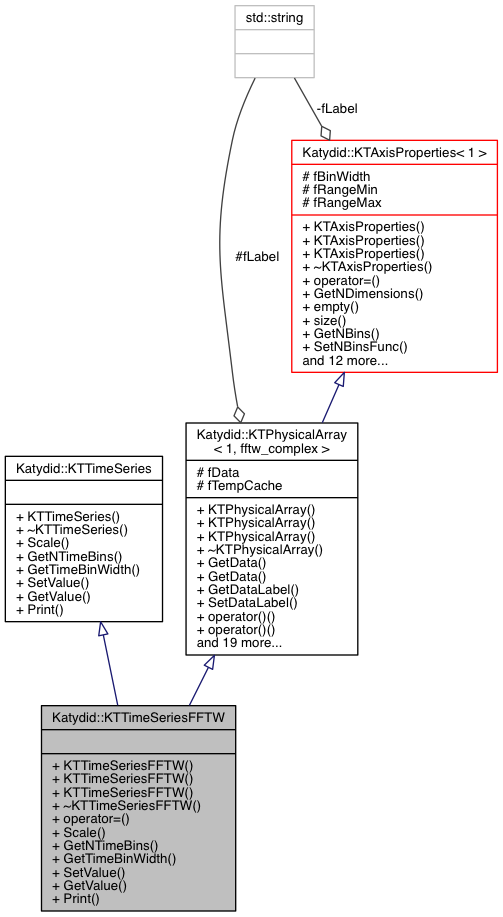 std::string
-fLabel
Katydid::KTAxisProperties< 1 >
# fBinWidth
# fRangeMin
# fRangeMax
+ KTAxisProperties()
+ KTAxisProperties()
+ KTAxisProperties()
+ ~KTAxisProperties()
+ operator=()
+ GetNDimensions()
+ empty()
+ size()
+ GetNBins()
+ SetNBinsFunc()
and 12 more...
#fLabel
Katydid::KTPhysicalArray
< 1, fftw_complex >
# fData
# fTempCache
+ KTPhysicalArray()
+ KTPhysicalArray()
+ KTPhysicalArray()
+ ~KTPhysicalArray()
+ GetData()
+ GetData()
+ GetDataLabel()
+ SetDataLabel()
+ operator()()
+ operator()()
and 19 more...
Katydid::KTTimeSeries
+ KTTimeSeries()
+ ~KTTimeSeries()
+ Scale()
+ GetNTimeBins()
+ GetTimeBinWidth()
+ SetValue()
+ GetValue()
+ Print()
Katydid::KTTimeSeriesFFTW
+ KTTimeSeriesFFTW()
+ KTTimeSeriesFFTW()
+ KTTimeSeriesFFTW()
+ ~KTTimeSeriesFFTW()
+ operator=()
+ Scale()
+ GetNTimeBins()
+ GetTimeBinWidth()
+ SetValue()
+ GetValue()
+ Print()